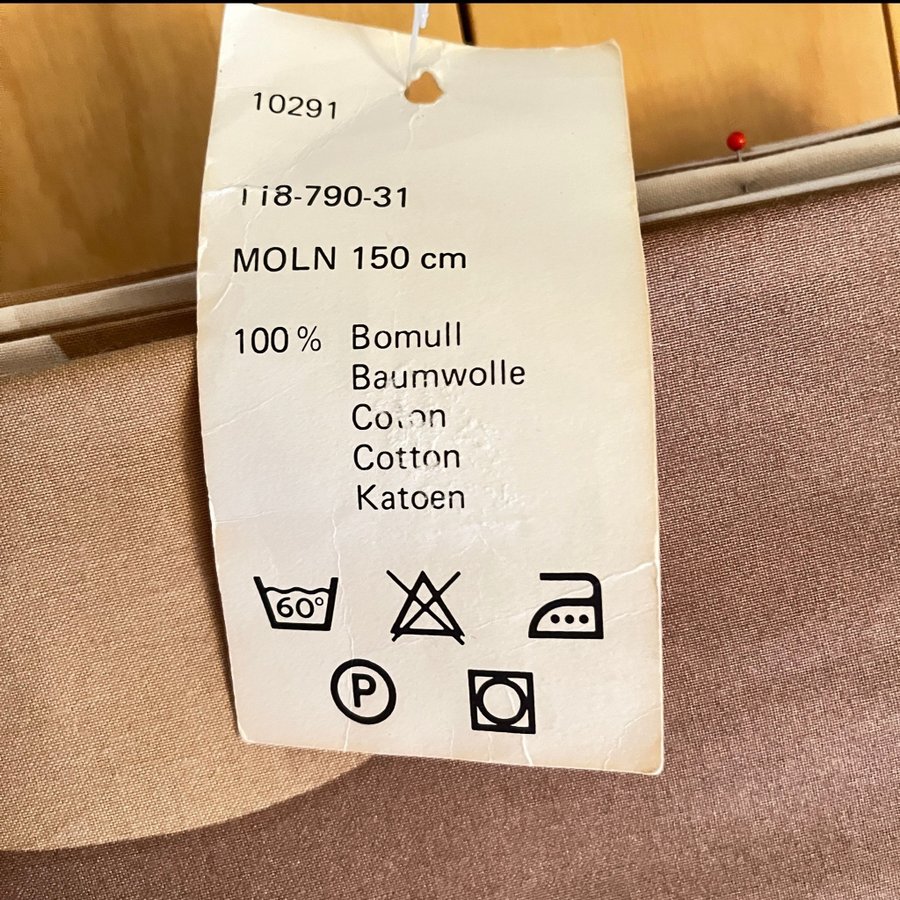 10291
118-790-31
MOLN 150 cm
100% Bomull
Baumwolle
Coton
Cotton
Katoen
60°
P